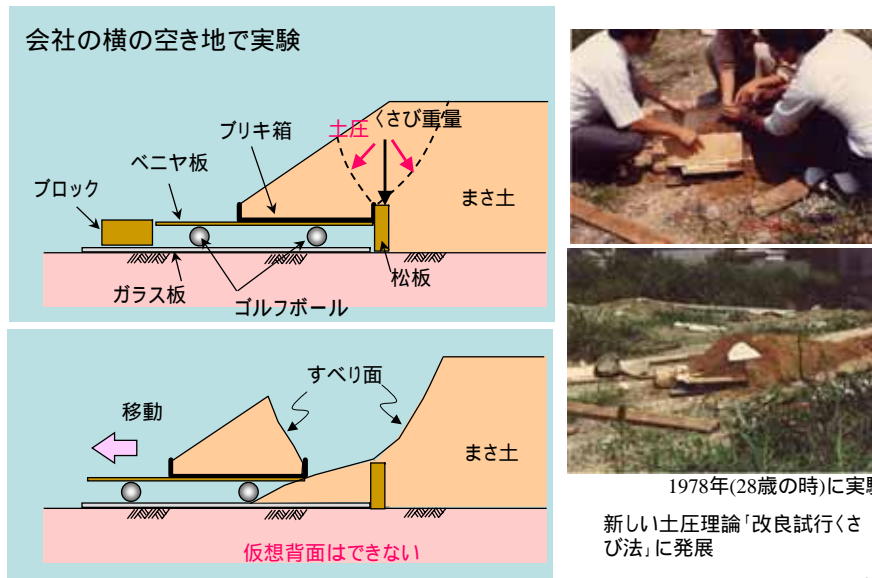 会社の横の空き地で実験
土圧
くさび重量
ブリキ箱
ベニヤ板
ブロック
まさ土
松板
ガラス板
ゴルフボール
すべり面
移動
まさ土
仮想背面はできない
1978年(28歳の時)に実
新しい土圧理論｢改良試行くさ
び法｣に発展